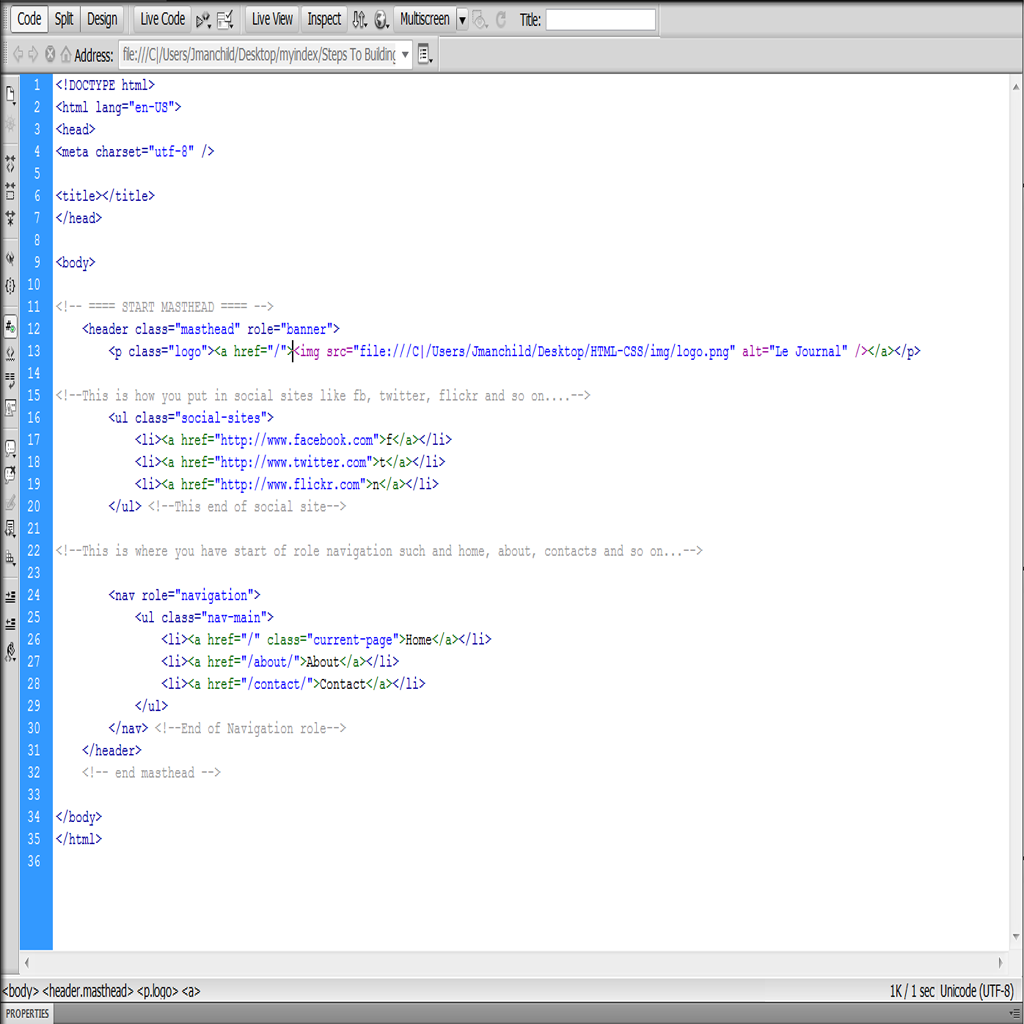 Code Split Design Live Code Live View Inspect Multiscreen Title:
Address: file:///C|/Users/Jmanchild/Desktop/myindex/Steps To Building
1 <!DOCTYPE html>
2 <html lang="en-US">
3 <head>
4 <meta charset="utf-8" />
5
6 <title></title>
7 </head>
8
9 <body>
10
11 <!-- ==== START MASTHEAD ==== -->
12 <header class="masthead" role="banner">
13 <p class="logo"><a href="/"><img src="file:///C|/Users/Jmanchild/Desktop/HTML-CSS/img/logo.png" alt="Le Journal" /></a></p>
14
15 <!--This is how you put in social sites like fb, twitter, flickr and so on....-->
16 <ul class="social-sites">
17 <li><a href="http://www.facebook.com">f</a></li>
18 <li><a href="http://www.twitter.com">t</a></li>
19 <li><a href="http://www.flickr.com">n</a></li>
20 </ul> <!--This end of social site-->
21
22 <!--This is where you have start of role navigation such and home, about, contacts and so on...-->
23
24 <nav role="navigation">
25 <ul class="nav-main">
26 <li><a href="/" class="current-page">Home</a></li>
27 <li><a href="/about/">About</a></li>
28 <li><a href="/contact/">Contact</a></li>
29 </ul>
30 </nav> <!--End of Navigation role-->
31 </header>
32 <!-- end masthead -->
33
34 </body>
35 </html>
36
<body> <header.masthead> <p.logo> <a> 1K / 1 sec Unicode (UTF-8)
PROPERTIES